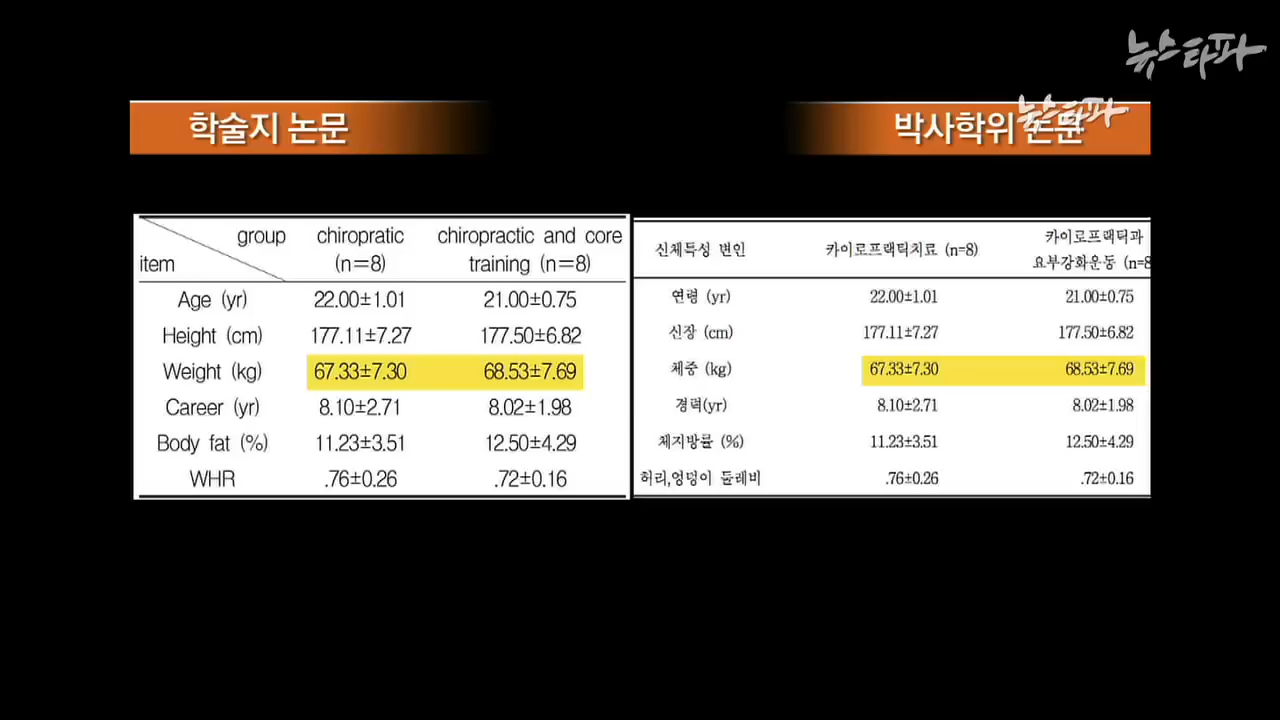 뉴스타파
뉴스타파
학술지 논문
박사학위 논문
group chiropratic chiropractic and core
item (n=8) training (n=8)
Age (yr) 22.00±1.01 21.00±0.75
Height (cm) 177.11±7.27 177.50±6.82
Weight (kg) 67.33±7.30 68.53±7.69
Career (yr) 8.10±2.71 8.02±1.98
Body fat (%) 11.23±3.51 12.50±4.29
WHR .76±0.26 .72±0.16
신체특성 변인 카이로프랙틱치료 (n=8) 카이로프랙틱과
요부강화운동 (n=8
연령 (yr) 22.00±1.01 21.00±0.75
신장 (cm) 177.11±7.27 177.50±6.82
체중 (kg) 67.33±7.30 68.53±7.69
경력(yr) 8.10±2.71 8.02±1.98
체지방률 (%) 11.23±3.51 12.50±4.29
허리,엉덩이 둘레비 .76±0.26 .72±0.16